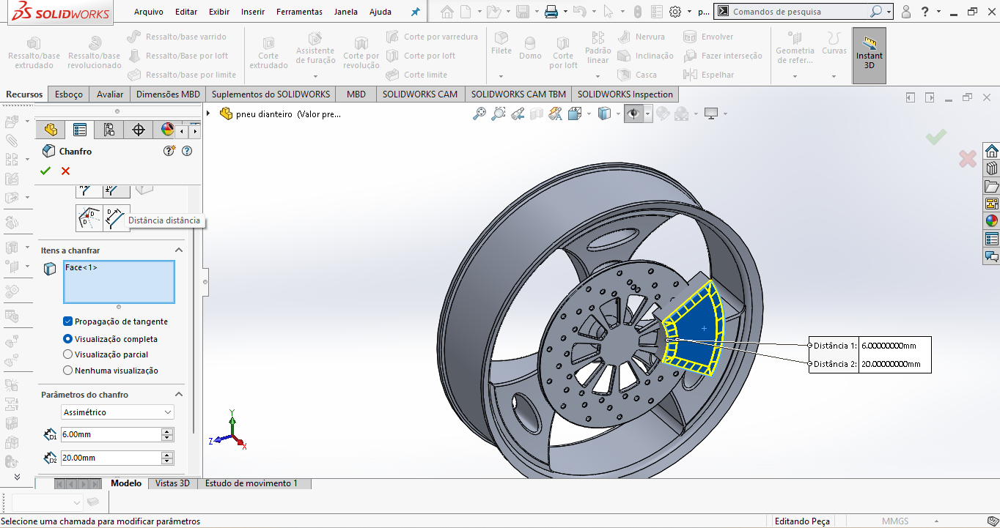 SOLIDWORKS Arquivo Editar Exibir Inserir Ferramentas Janela Ajuda p... Comandos de pesquisa ?
Ressalto/base extrudado
Ressalto/base revolucionado
Ressalto/base varrido
Ressalto/Base por loft
Ressalto/base por limite
Corte extrudado
Assistente de furação
Corte por revolução
Corte por varredura
Corte por loft
Corte limite
Filete
Domo
Corte por loft
Padrão linear
Nervura
Inclinação
Casca
Envolver
Fazer interseção
Espelhar
Geometria de refer...
Curvas
Instant 3D
Recursos Esboço Avaliar Dimensões MBD Suplementos do SOLIDWORKS MBD SOLIDWORKS CAM SOLIDWORKS CAM TBM SOLIDWORKS Inspection
pneu dianteiro (Valor pre...
Chanfro
Distância distância
Itens a chanfrar
Face<1>
Propagação de tangente
Visualização completa
Visualização parcial
Nenhuma visualização
Parâmetros do chanfro
Assimétrico
D1 6.00mm
D2 20.00mm
Distância 1: 6.00000000mm
Distância 2: 20.00000000mm
Y
Z
X
Modelo Vistas 3D Estudo de movimento 1
Selecione uma chamada para modificar parâmetros Editando Peça MMGS